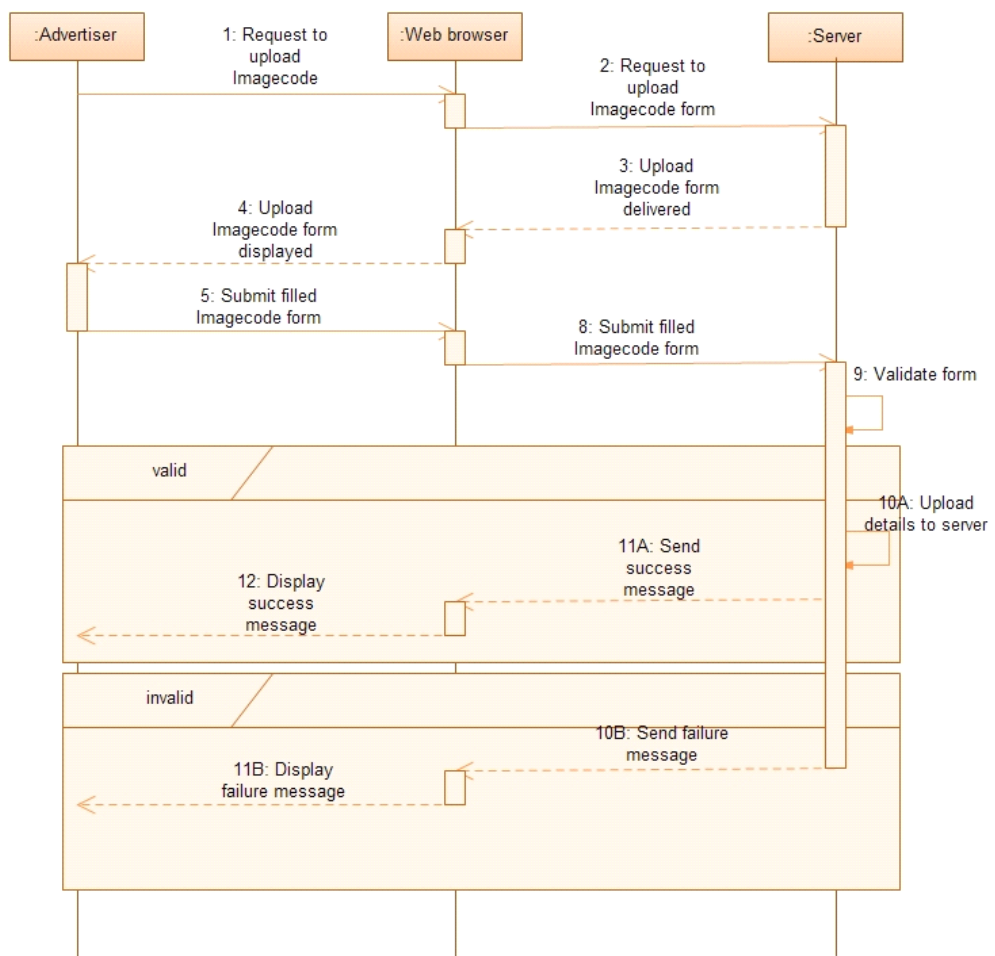 :Advertiser
:Web browser
:Server
1: Request to
upload
Imagecode
2: Request to
upload
Imagecode form
3: Upload
Imagecode form
delivered
4: Upload
Imagecode form
displayed
5: Submit filled
Imagecode form
8: Submit filled
Imagecode form
9: Validate form
valid
10A: Upload
details to server
11A: Send
success
message
12: Display
success
message
invalid
10B: Send failure
message
11B: Display
failure message